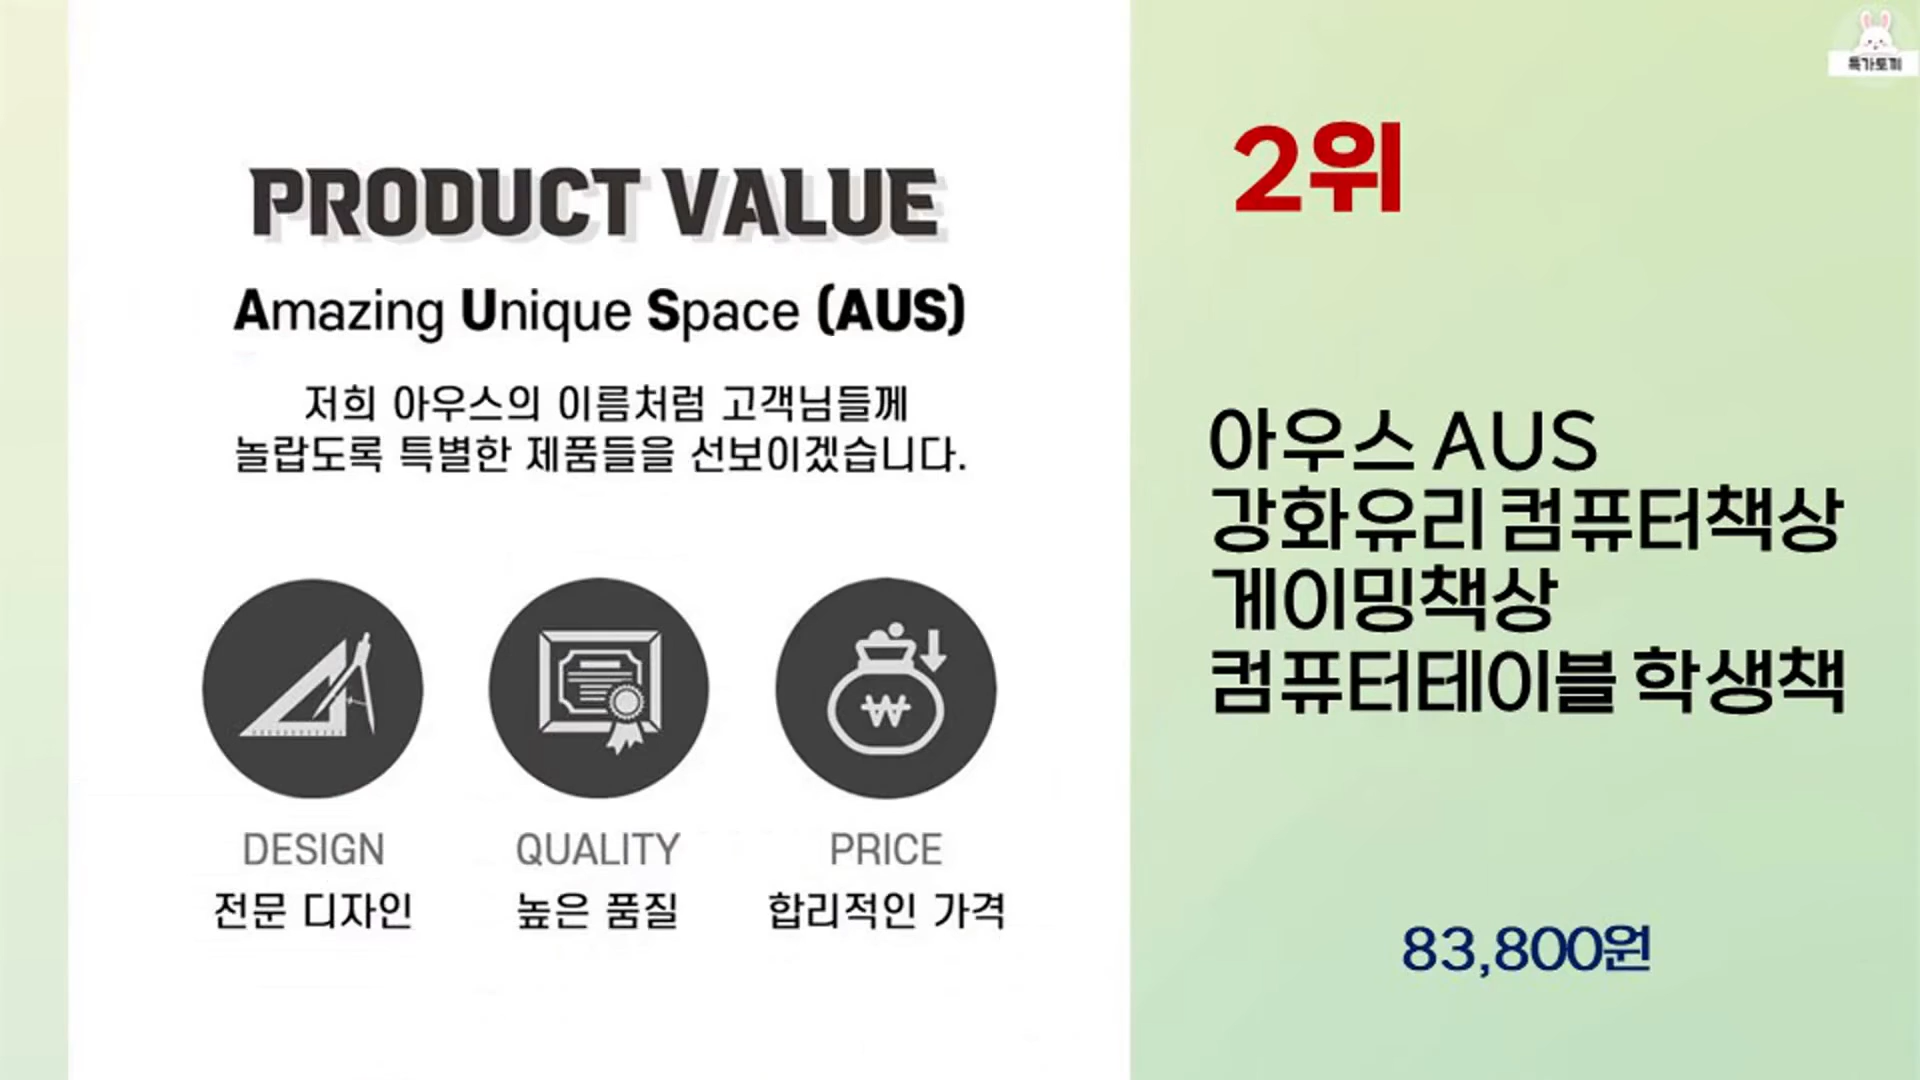 PRODUCT VALUE
Amazing Unique Space (AUS)
저희 아우스의 이름처럼 고객님들께
놀랍도록 특별한 제품들을 선보이겠습니다.
₩
DESIGN
QUALITY
PRICE
전문 디자인
높은 품질
합리적인 가격
특가토끼
2위
아우스 AUS
강화유리 컴퓨터책상
게이밍책상
컴퓨터테이블 학생책
83,800원